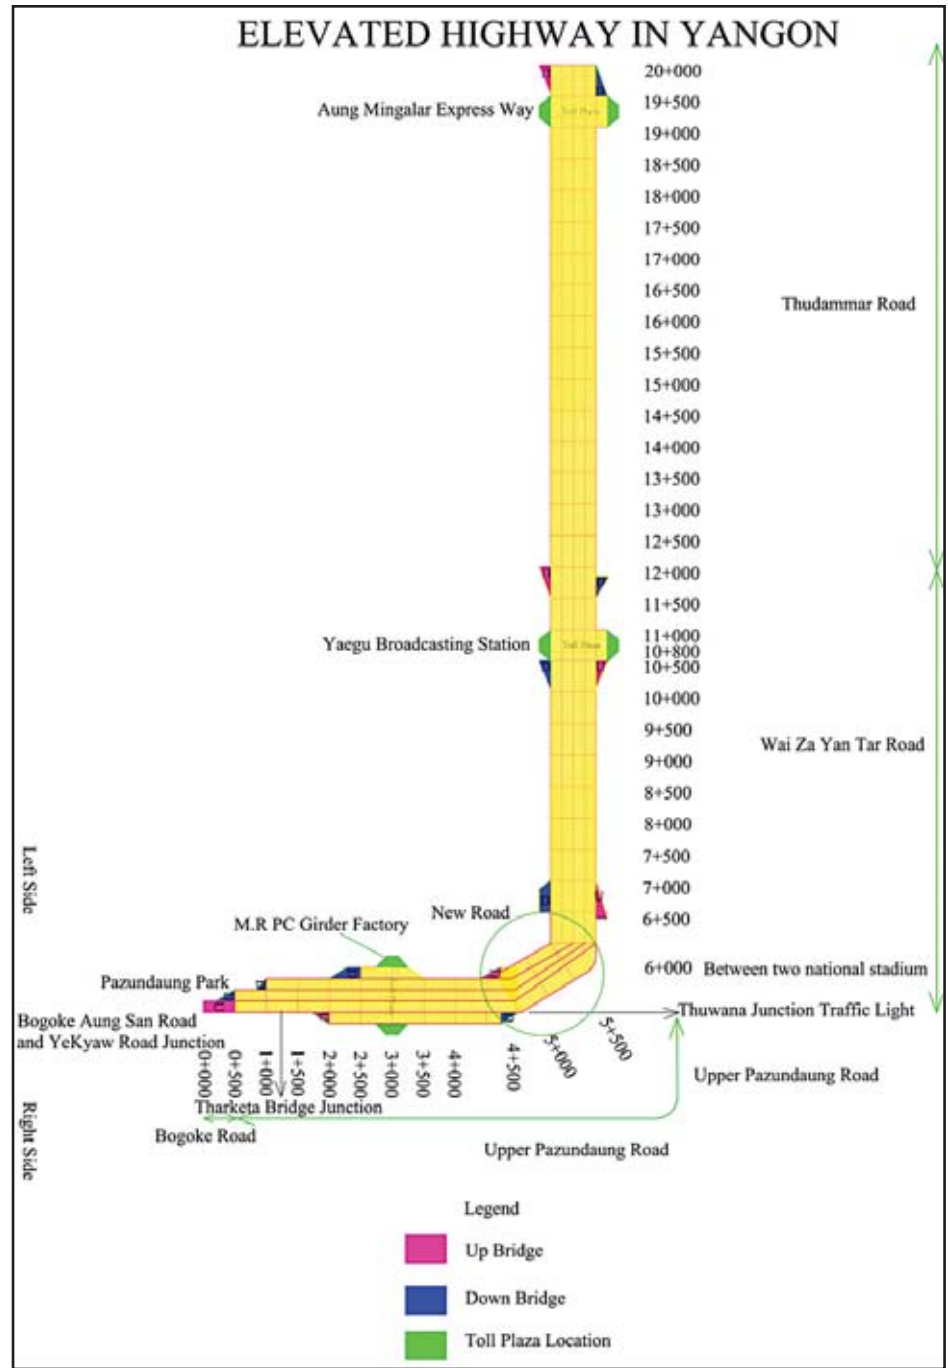 ELEVATED HIGHWAY IN YANGON
20+000
19+500
Aung Mingalar Express Way
Toll Plaza
19+000
18+500
18+000
17+500
17+000
16+500
16+000
Thudammar Road
15+500
15+000
14+500
14+000
13+500
13+000
12+500
12+000
11+500
11+000
Yaegu Broadcasting Station
Toll Plaza
10+800
10+500
10+000
9+500
Wai Za Yan Tar Road
9+000
8+500
8+000
7+500
7+000
6+500
Left Side
New Road
M.R PC Girder Factory
6+000
Between two national stadium
Pazundaung Park
Thuwana Junction Traffic Light
Bogoke Aung San Road
and YeKyaw Road Junction
0+000
0+500
1+000
1+500
2+000
2+500
3+000
3+500
4+000
4+500
5+000
5+500
Upper Pazundaung Road
Tharketa Bridge Junction
Bogoke Road
Right Side
Upper Pazundaung Road
Legend
Up Bridge
Down Bridge
Toll Plaza Location